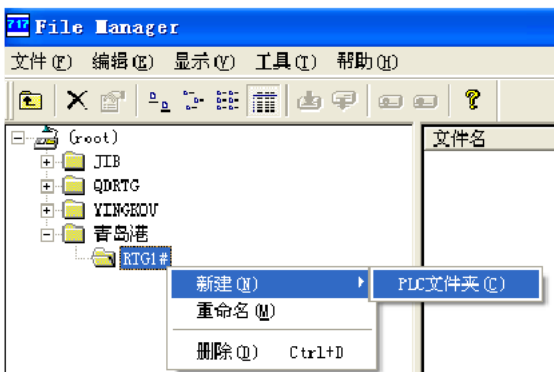 717 File Manager
文件(F) 编辑(E) 显示(V) 工具(T) 帮助(H)
(root)
文件名
JIB
QDRTG
YINGKOU
青岛港
RTG1#
新建(N)
PLC文件夹(C)
重命名(M)
删除(D) Ctrl+D